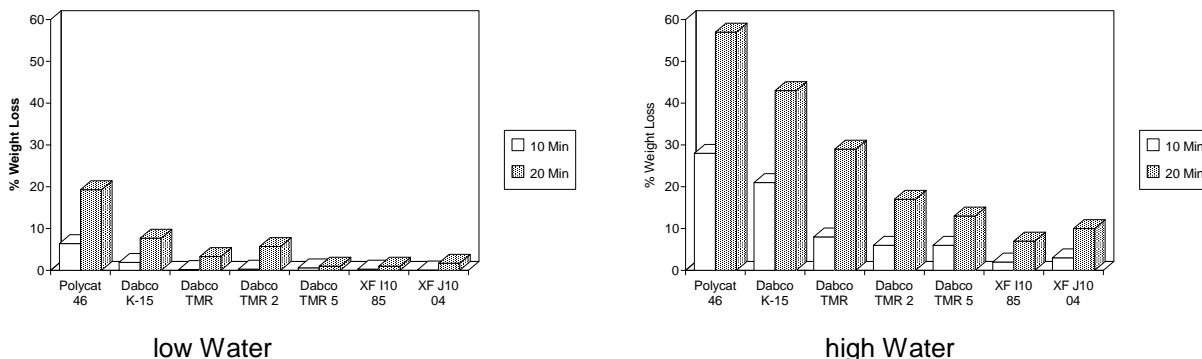 % Weight Loss
60
50
40
30
20
10
0
Polycat
46
Dabco
K-15
Dabco
TMR
Dabco
TMR 2
Dabco
TMR 5
XF I10
85
XF J10
04
10 Min
20 Min
low Water
% Weight Loss
60
50
40
30
20
10
0
Polycat
46
Dabco
K-15
Dabco
TMR
Dabco
TMR 2
Dabco
TMR 5
XF I10
85
XF J10
04
10 Min
20 Min
high Water